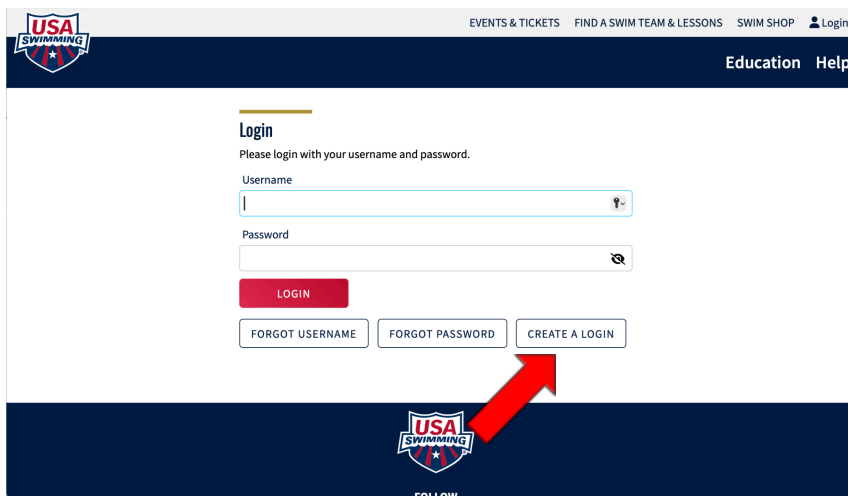 USA
SWIMMING
EVENTS & TICKETS FIND A SWIM TEAM & LESSONS SWIM SHOP Login
Education Help
Login
Please login with your username and password.
Username
Password
LOGIN
FORGOT USERNAME FORGOT PASSWORD CREATE A LOGIN
USA
SWIMMING
FOLLOW